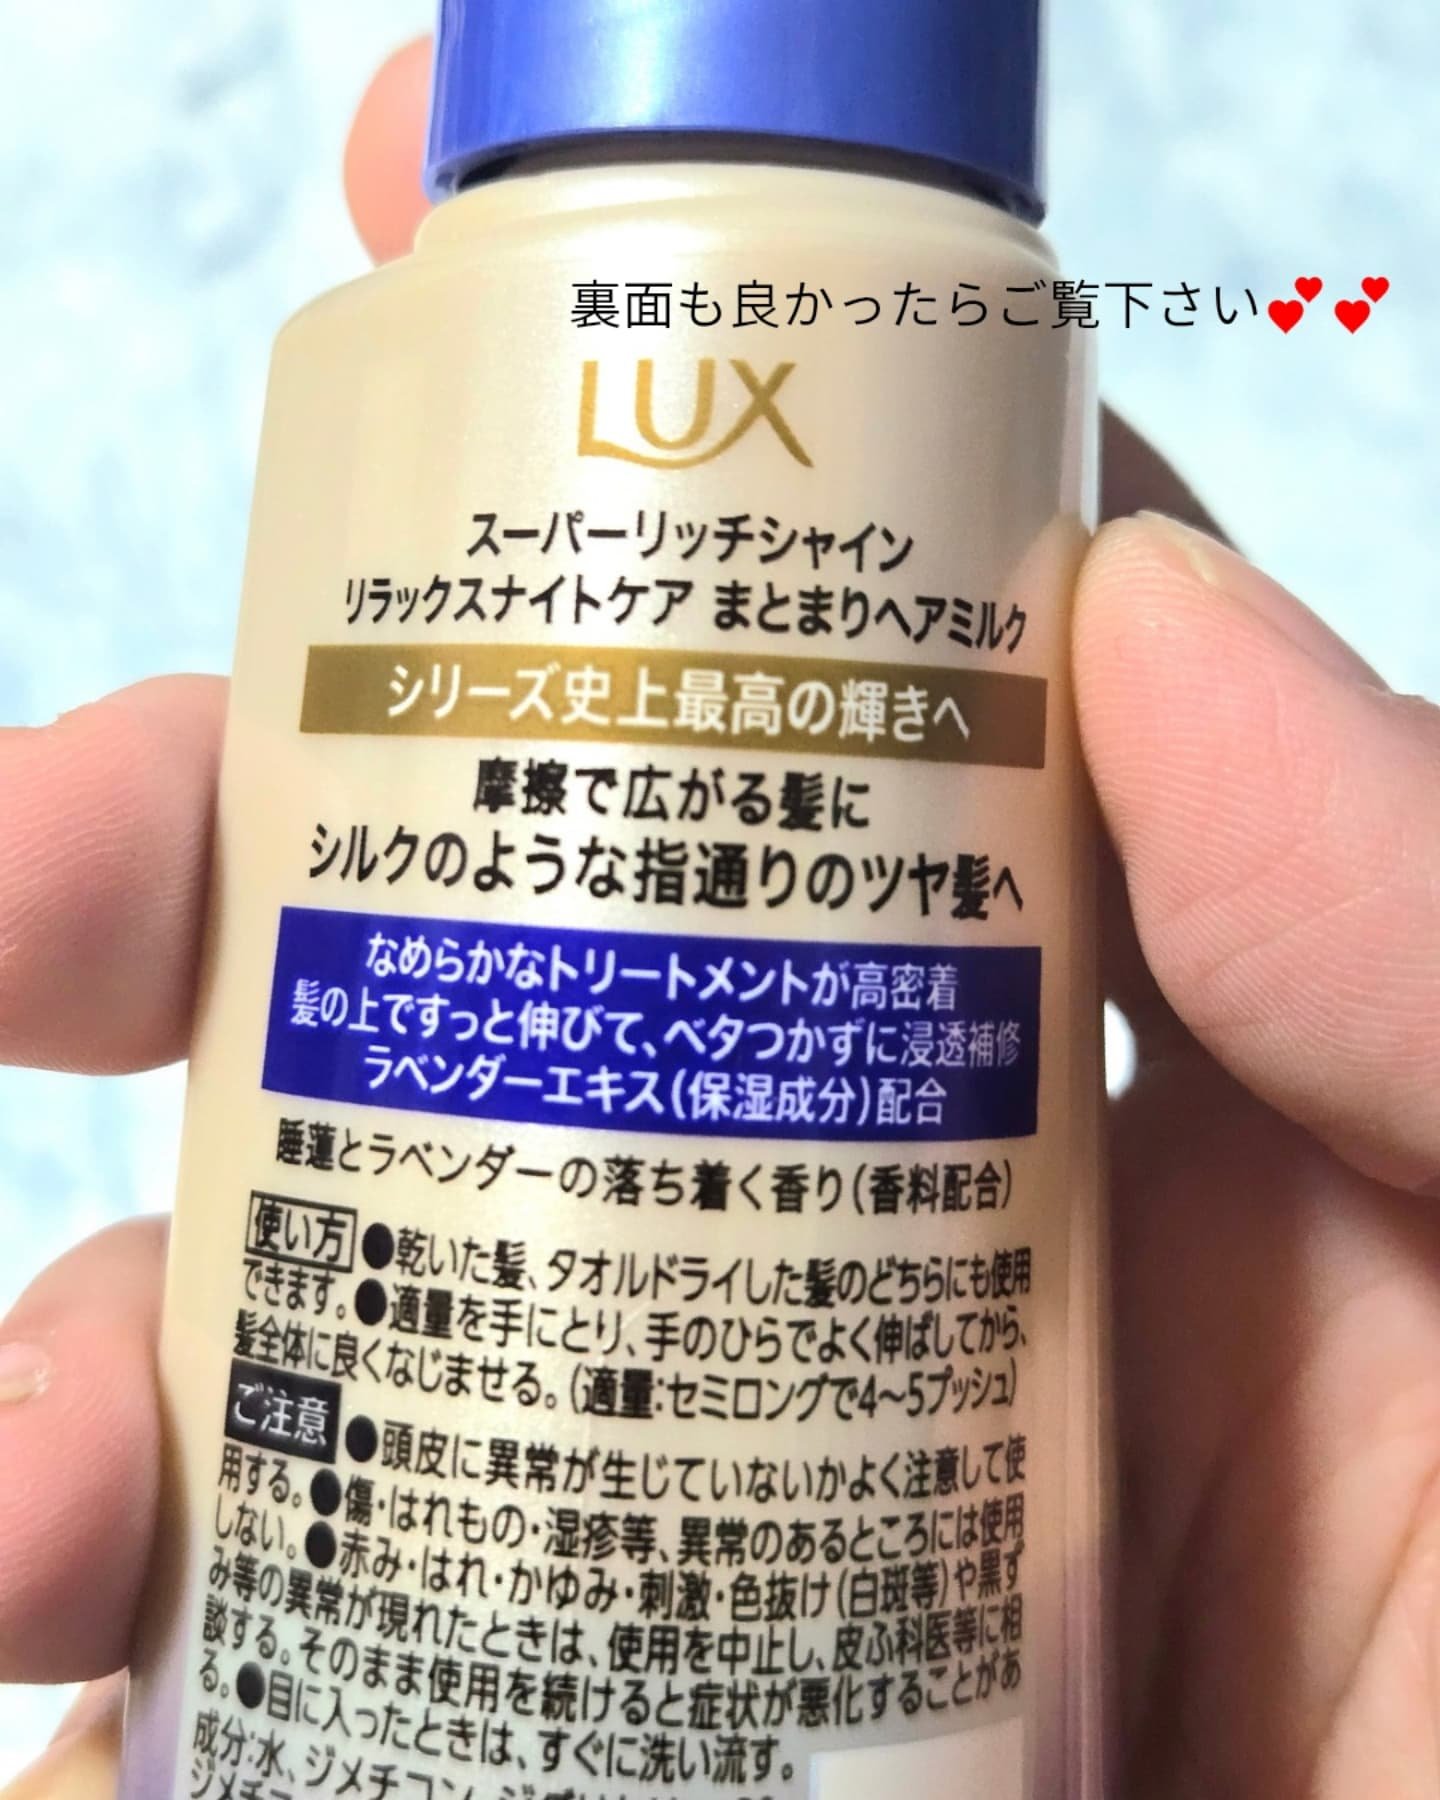 裏面も良かったらご覧下さい💕💕
LUX
スーパーリッチシャイン
リラックスナイトケア まとまりヘアミルク
シリーズ史上最高の輝きへ
摩擦で広がる髪に
シルクのような指通りのツヤ髪へ
なめらかなトリートメントが高密着
髪の上ですっと伸びて、ベタつかずに浸透補修
ラベンダーエキス(保湿成分)配合
睡蓮とラベンダーの落ち着く香り(香料配合)
使い方 ●乾いた髪、タオルドライした髪のどちらにも使用
できます。●適量を手にとり、手のひらでよく伸ばしてから、
髪全体に良くなじませる。(適量:セミロングで4〜5プッシュ)
ご注意 ●頭皮に異常が生じていないかよく注意して使
用する。●傷・はれもの・湿疹等、異常のあるところには使用
しない。●赤み・はれ・かゆみ・刺激・色抜け(白斑等)や黒ず
み等の異常が現れたときは、使用を中止し、皮ふ科医等に相
談する。そのまま使用を続けると症状が悪化することがあ
る。●目に入ったときは、すぐに洗い流す。
成分:水、ジメチコン、